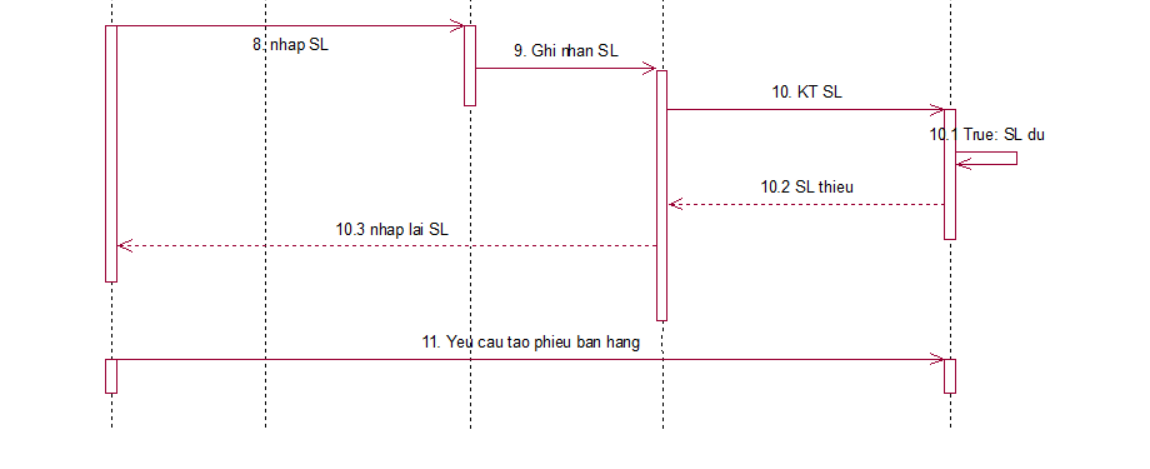 8. nhap SL
9. Ghi nhan SL
10. KT SL
10.1 True: SL du
10.2 SL thieu
10.3 nhap lai SL
11. Yeu cau tao phieu ban hang